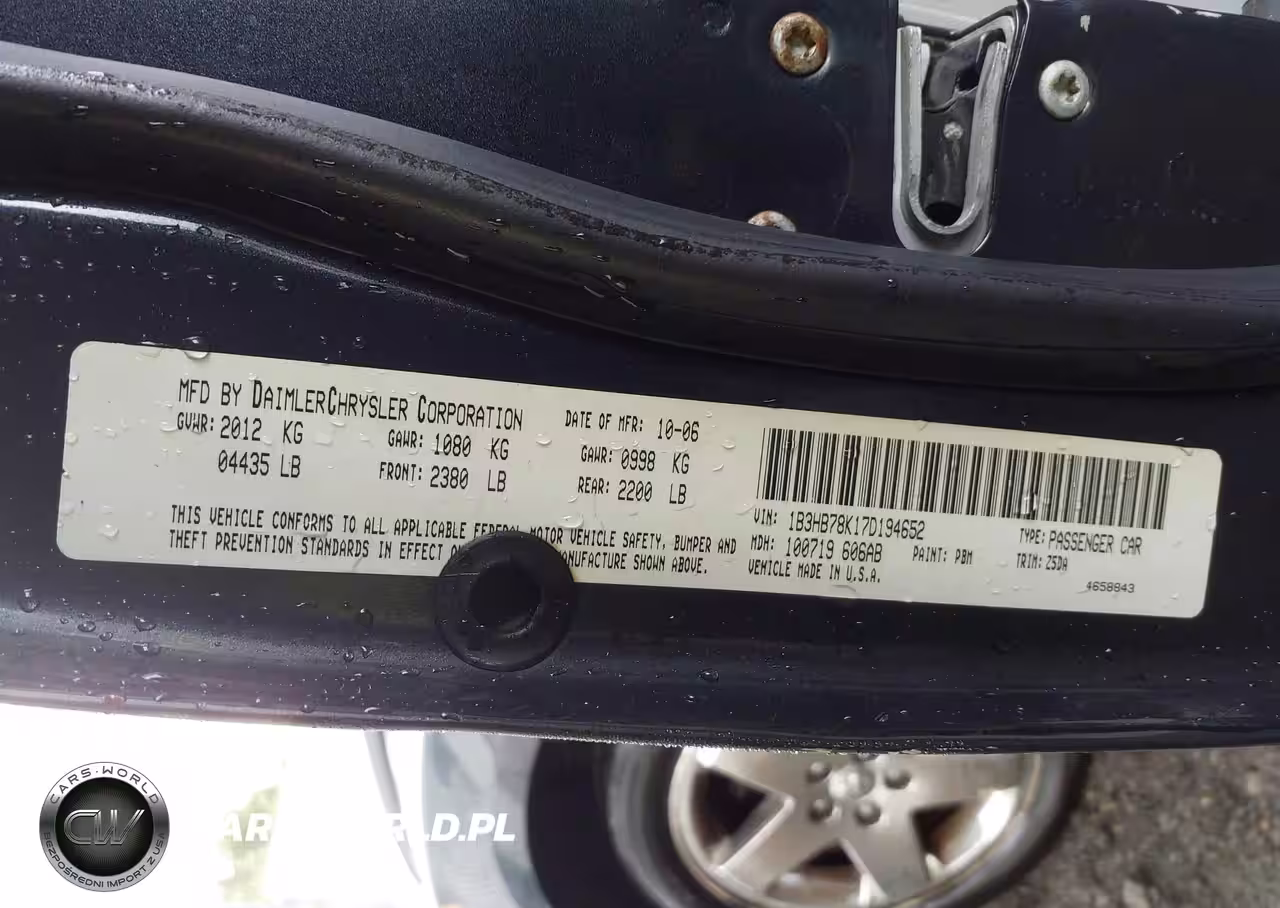 MFD BY DAIMLERCHRYSLER CORPORATION DATE OF MFR: 10-06
GVWR: 2012 KG GAWR: 1080 KG GAWR: 0998 KG
04435 LB FRONT: 2380 LB REAR: 2200 LB
THIS VEHICLE CONFORMS TO ALL APPLICABLE FEDERAL MOTOR VEHICLE SAFETY, BUMPER AND
THEFT PREVENTION STANDARDS IN EFFECT MANUFACTURE SHOWN ABOVE.
VIN: 1B3HB78K17D194652 TYPE: PASSENGER CAR
MDH: 100719 606AB PAINT: PBM TRIM: Z5DA
VEHICLE MADE IN U.S.A. 4658843
CARS-WORLD
CW
BEZPOŚREDNI IMPORT Z USA
CARS-WORLD.PL